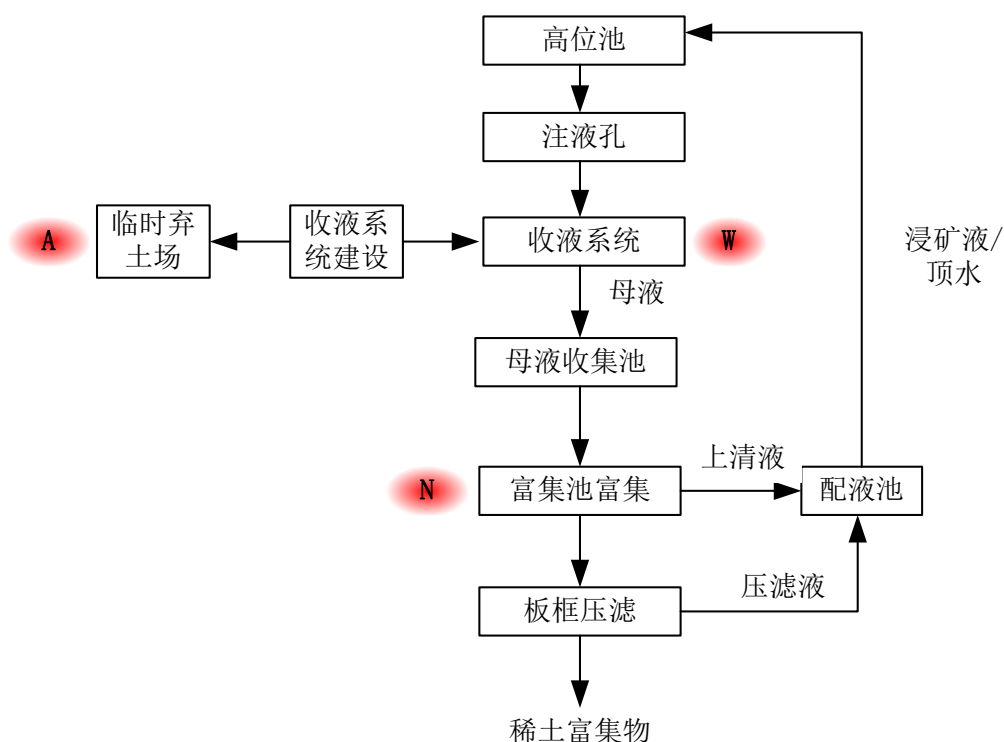 高位池
注液孔
A
临时弃
土场
收液系
统建设
收液系统
W
浸矿液/
顶水
母液
母液收集池
上清液
N
富集池富集
配液池
压滤液
板框压滤
稀土富集物